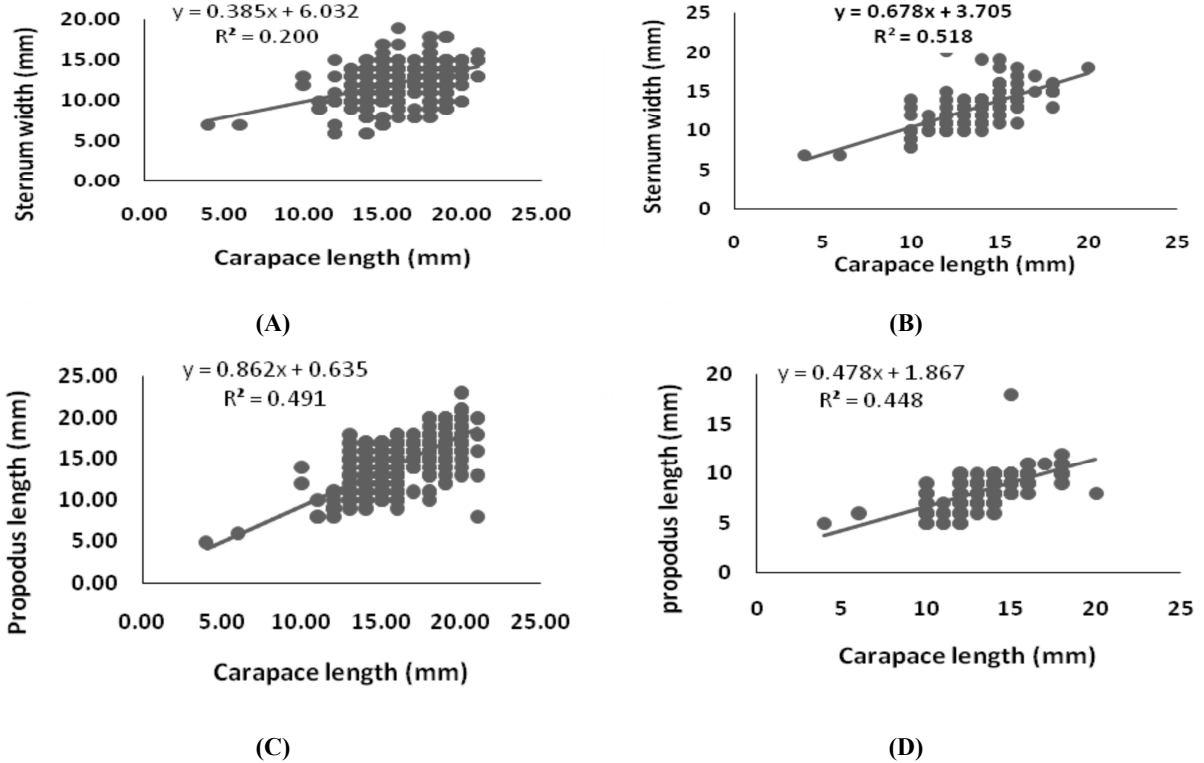 y = 0.385x + 6.032
R² = 0.200
20.00
15.00
10.00
5.00
0.00
Sternum width (mm)
0.00 5.00 10.00 15.00 20.00 25.00
Carapace length (mm)
(A)
y = 0.678x + 3.705
R² = 0.518
25
20
15
10
5
0
Sternum width (mm)
0 5 10 15 20 25
Carapace length (mm)
(B)
y = 0.862x + 0.635
R² = 0.491
25.00
20.00
15.00
10.00
5.00
0.00
Propodus length (mm)
0.00 5.00 10.00 15.00 20.00 25.00
Carapace length (mm)
(C)
y = 0.478x + 1.867
R² = 0.448
20
15
10
5
0
propodus length (mm)
0 5 10 15 20 25
Carapace length (mm)
(D)